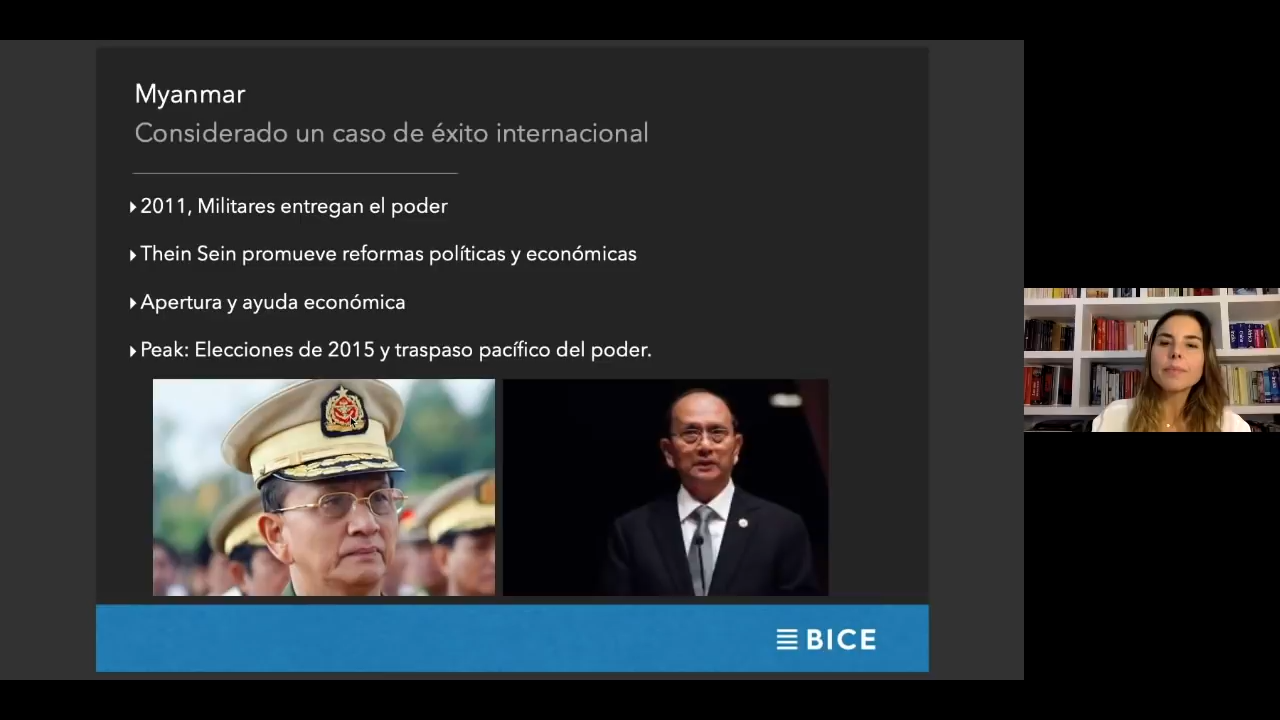 Myanmar
Considerado un caso de éxito internacional
2011, Militares entregan el poder
Thein Sein promueve reformas políticas y económicas
Apertura y ayuda económica
Peak: Elecciones de 2015 y traspaso pacífico del poder.
BICE